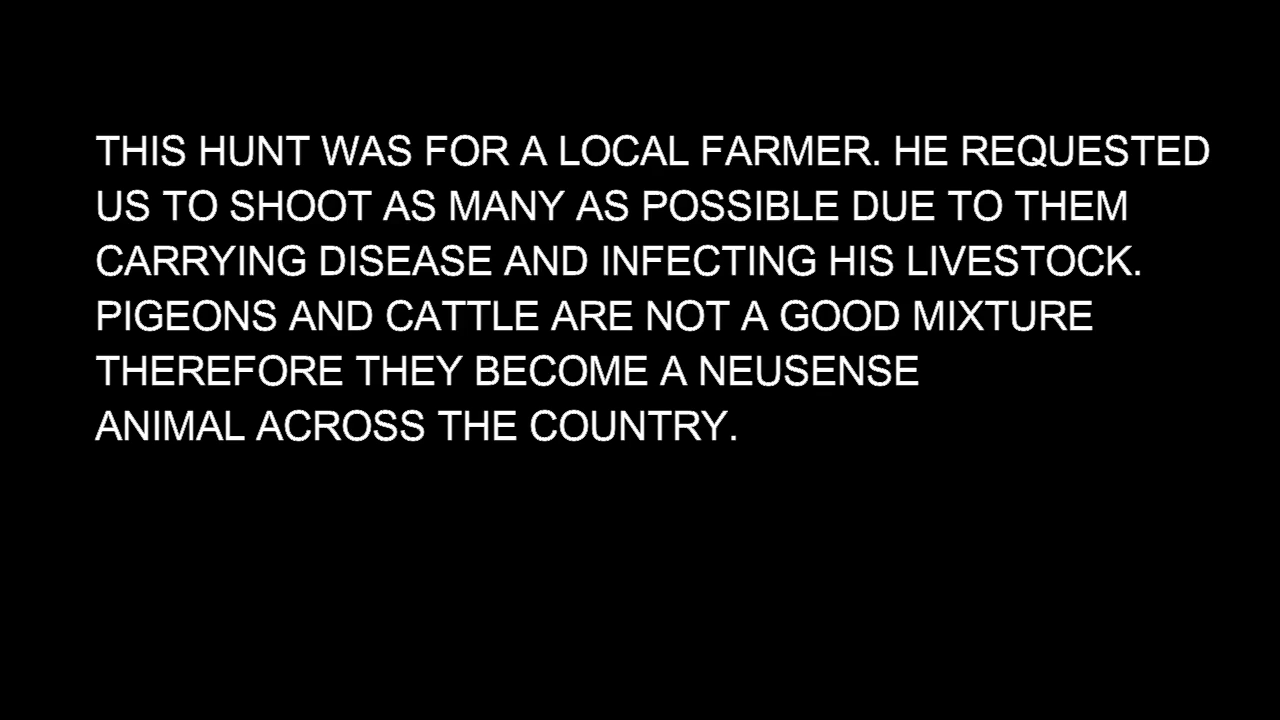 THIS HUNT WAS FOR A LOCAL FARMER. HE REQUESTED
US TO SHOOT AS MANY AS POSSIBLE DUE TO THEM
CARRYING DISEASE AND INFECTING HIS LIVESTOCK.
PIGEONS AND CATTLE ARE NOT A GOOD MIXTURE
THEREFORE THEY BECOME A NEUSENSE
ANIMAL ACROSS THE COUNTRY.